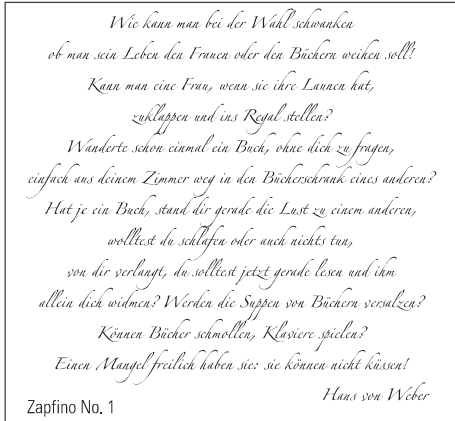 Wie kann man bei der Wahl schwanken
ob man sein Leben den Frauen oder den Büchern weihen soll!
Kann man eine Frau, wenn sie ihre Launen hat,
zuklappen und ins Regal stellen?
Wanderte schon einmal ein Buch, ohne dich zu fragen,
einfach aus deinem Zimmer weg in den Bücherschrank eines anderen?
Hat je ein Buch, stand dir gerade die Lust zu einem anderen,
wolltest du schlafen oder auch nichts tun,
von dir verlangt, du solltest jetzt gerade lesen und ihm
allein dich widmen? Werden die Suppen von Büchern versalzen?
Können Bücher schmollen, Klaviere spielen?
Einen Mangel freilich haben sie: sie können nicht küssen!
Hans von Weber
Zapfino No. 1